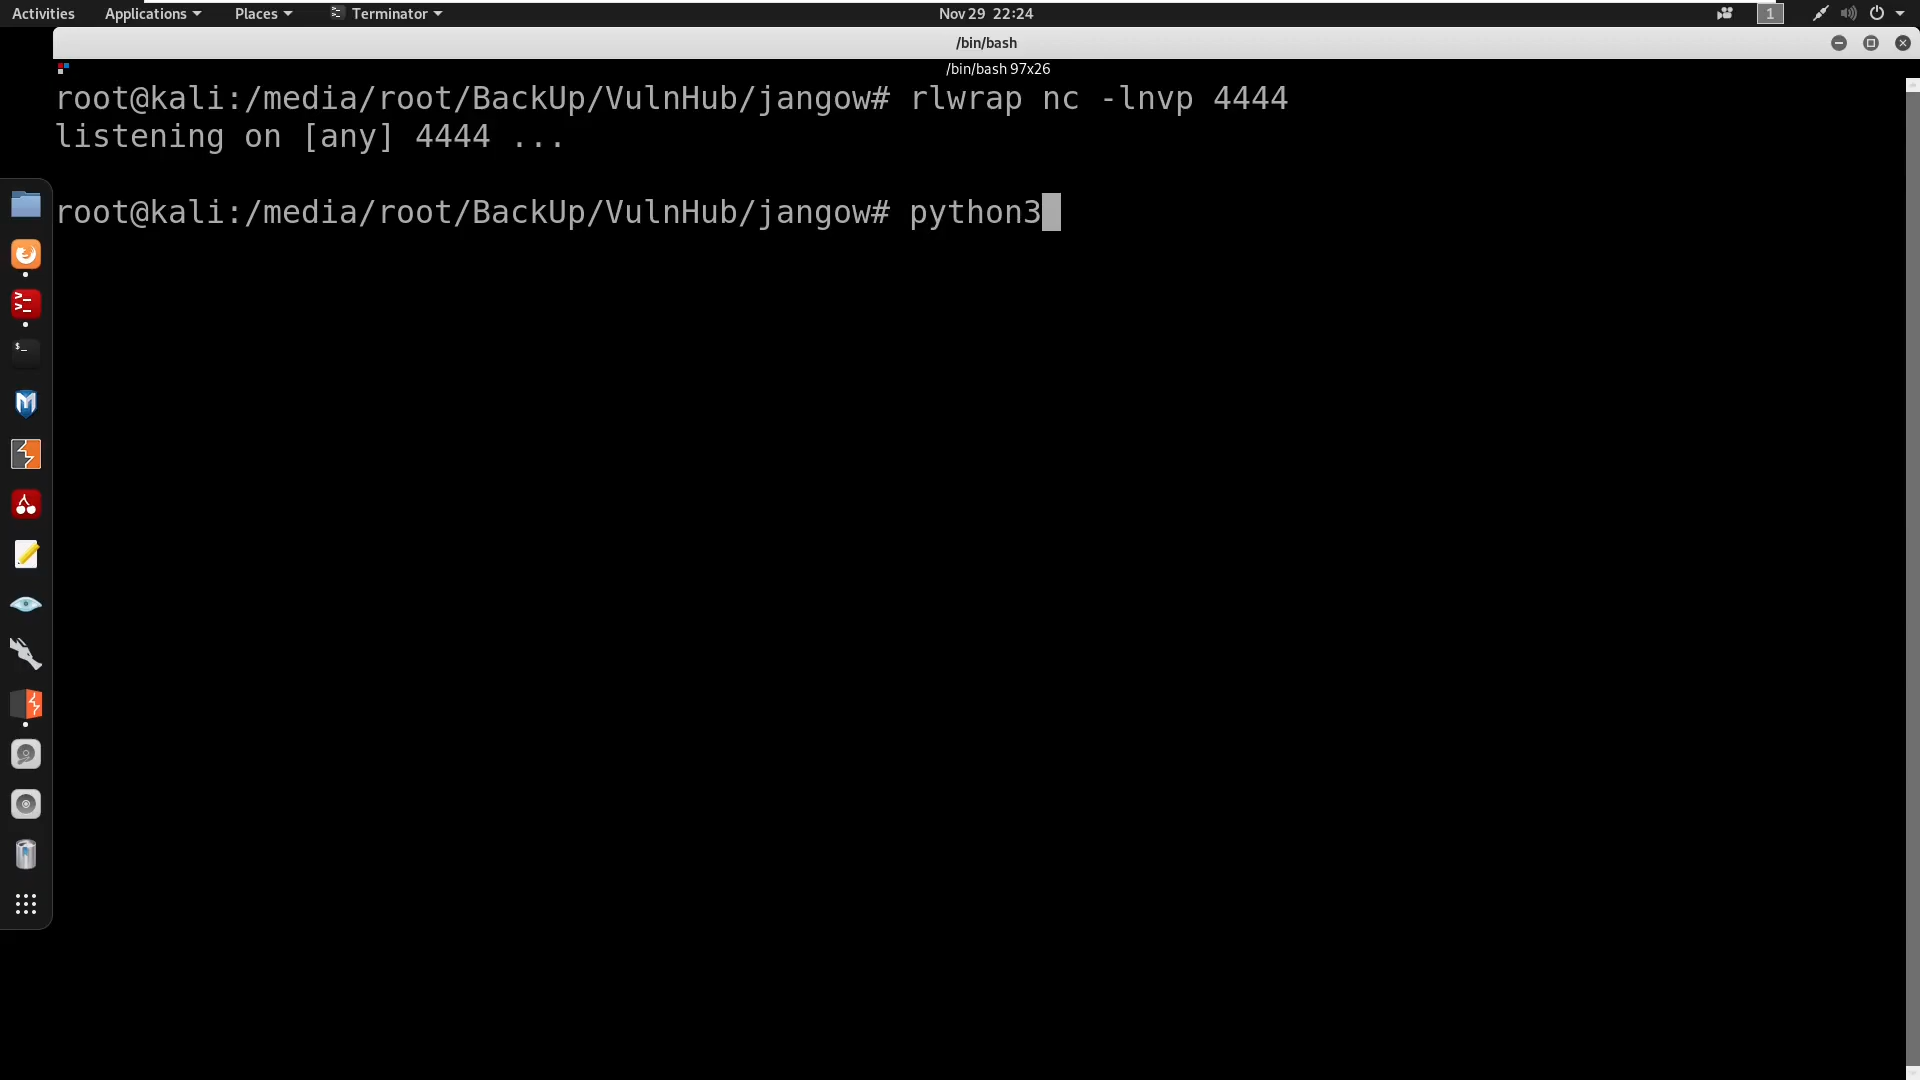 Activities Applications Places Terminator Nov 29 22:24 1
/bin/bash
/bin/bash 97x26
root@kali:/media/root/BackUp/VulnHub/jangow# rlwrap nc -lnvp 4444
listening on [any] 4444 ...
root@kali:/media/root/BackUp/VulnHub/jangow# python3